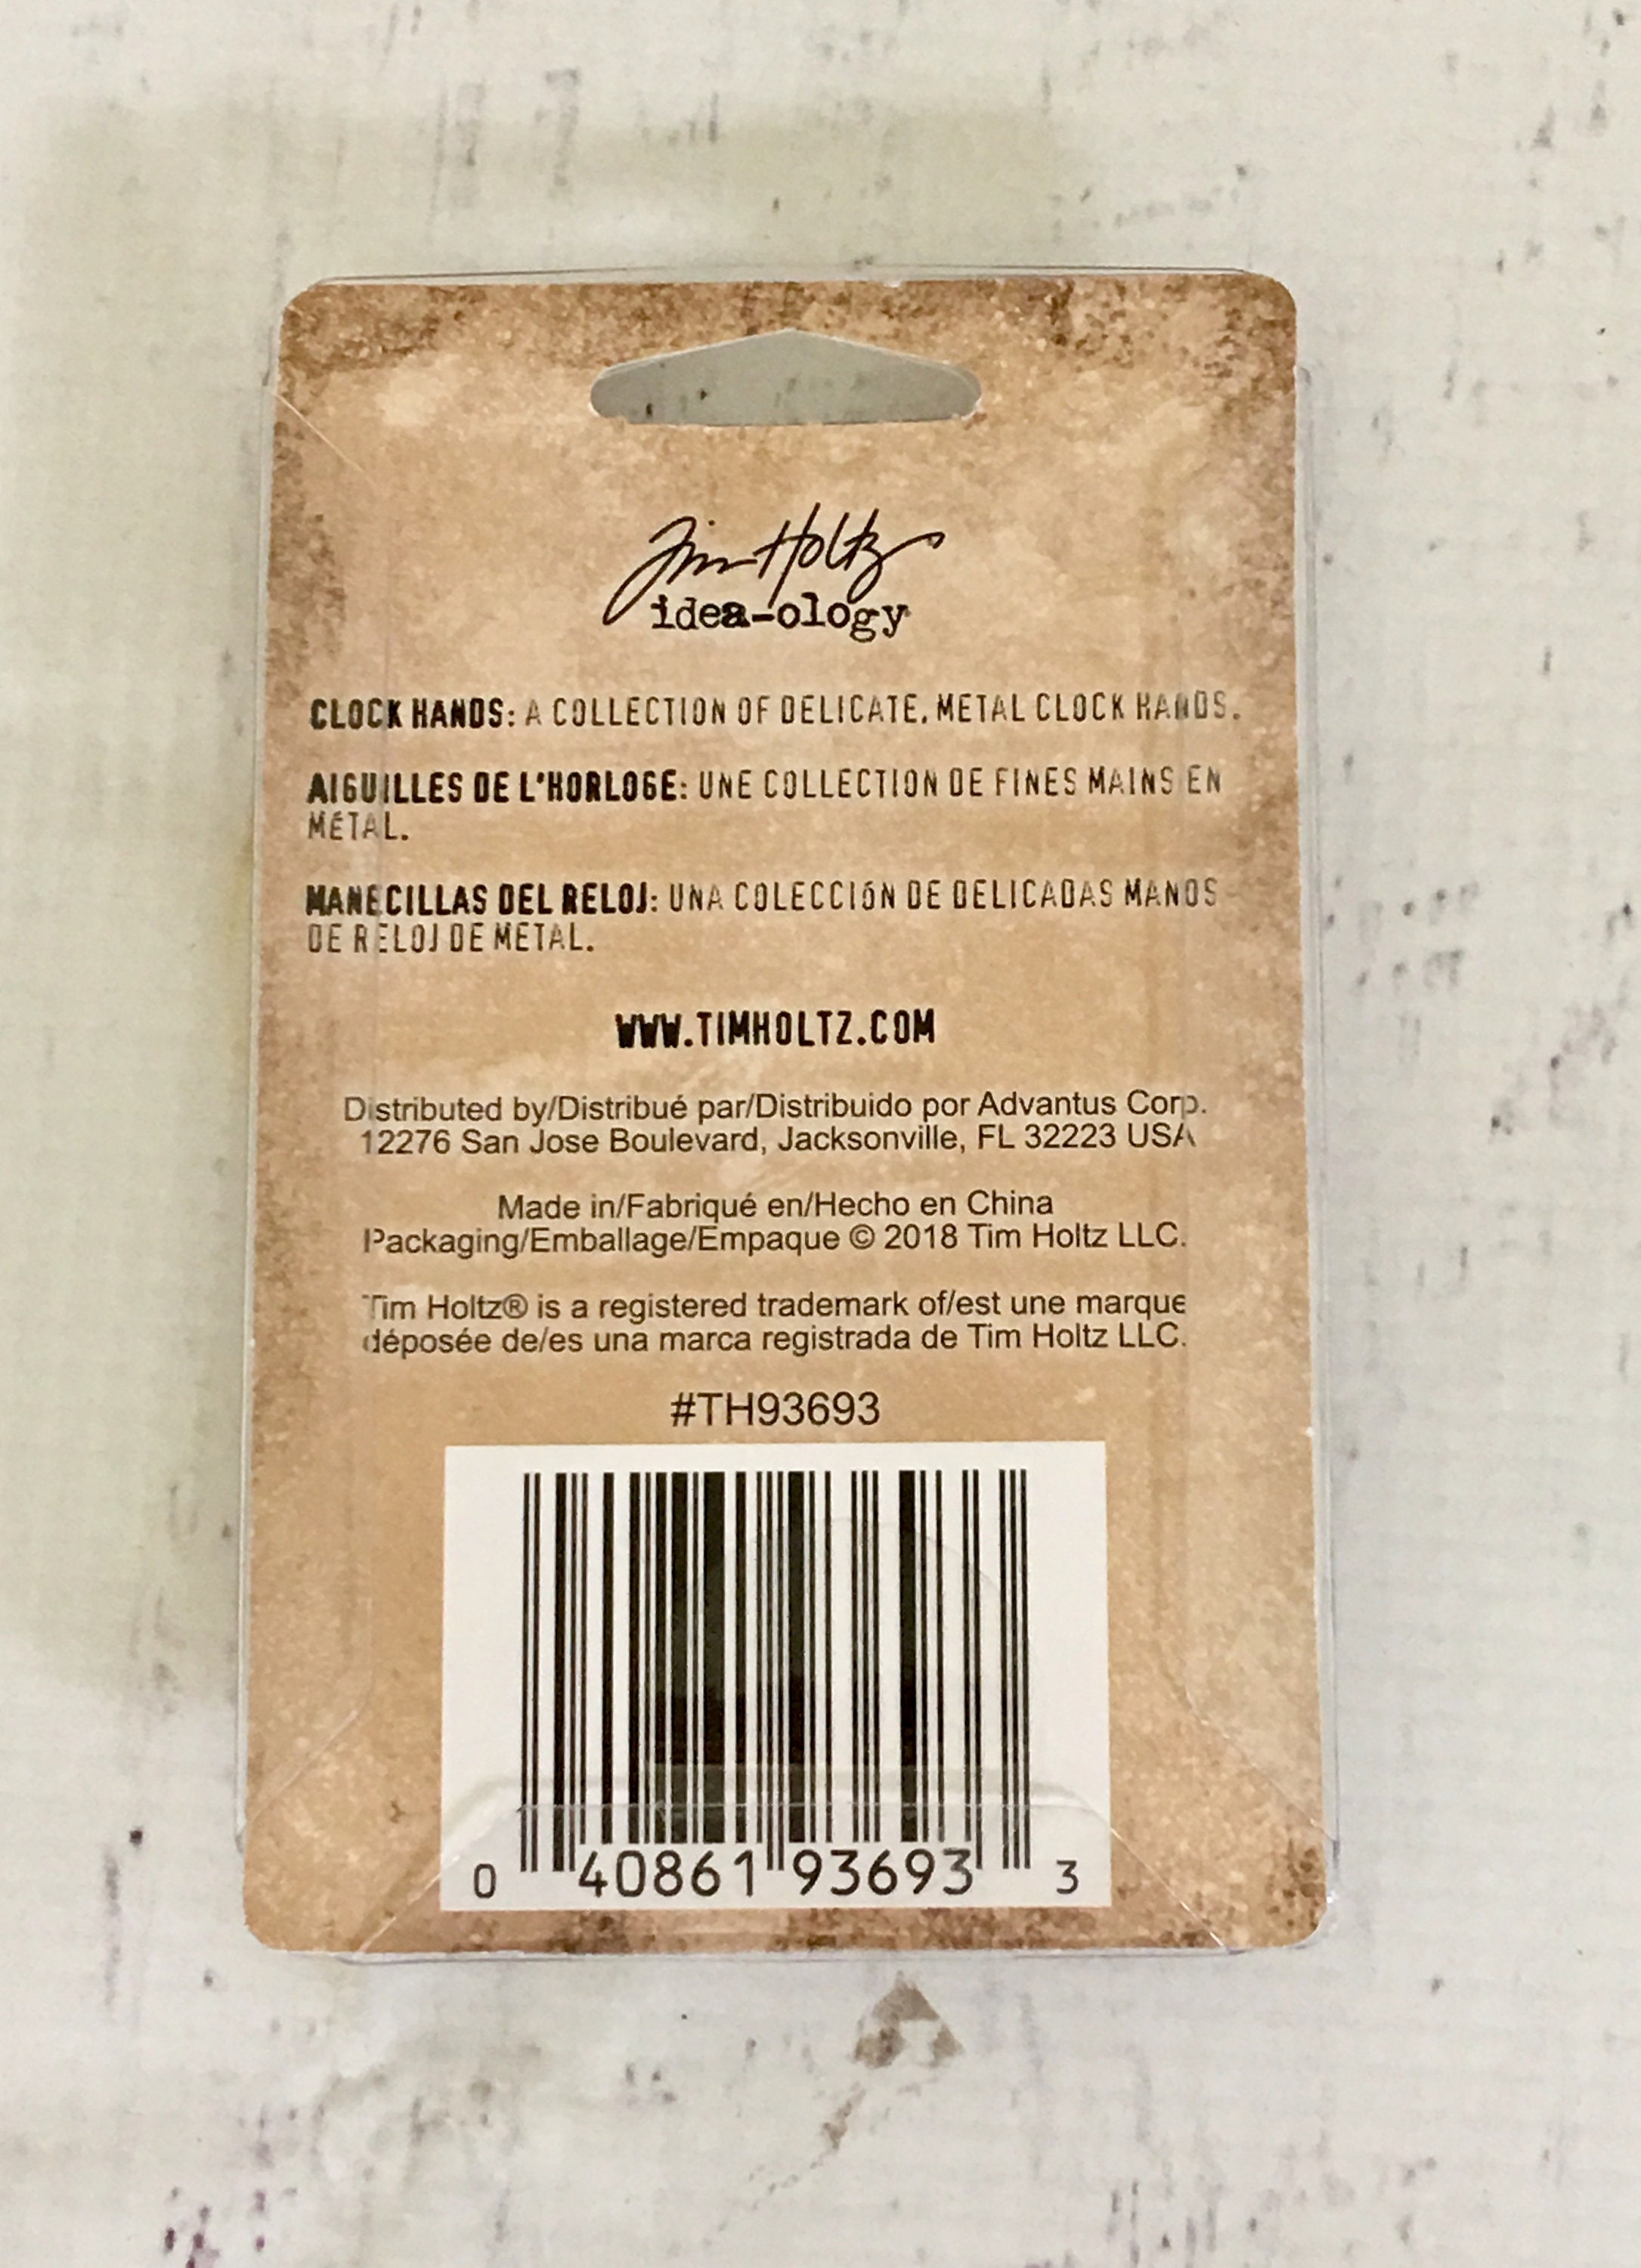 Tim Holtz
idea-ology
CLOCK HANDS: A COLLECTION OF DELICATE, METAL CLOCK HANDS.
AIGUILLES DE L'HORLOGE: UNE COLLECTION DE FINES MAINS EN
MÉTAL.
MANECILLAS DEL RELOJ: UNA COLECCIÓN DE DELICADAS MANOS
DE RELOJ DE METAL.
WWW.TIMHOLTZ.COM
Distributed by/Distribué par/Distribuido por Advantus Corp.
12276 San Jose Boulevard, Jacksonville, FL 32223 USA
Made in/Fabriqué en/Hecho en China
Packaging/Emballage/Empaque © 2018 Tim Holtz LLC.
Tim Holtz® is a registered trademark of/est une marque
déposée de/es una marca registrada de Tim Holtz LLC.
#TH93693
0 40861 93693 3